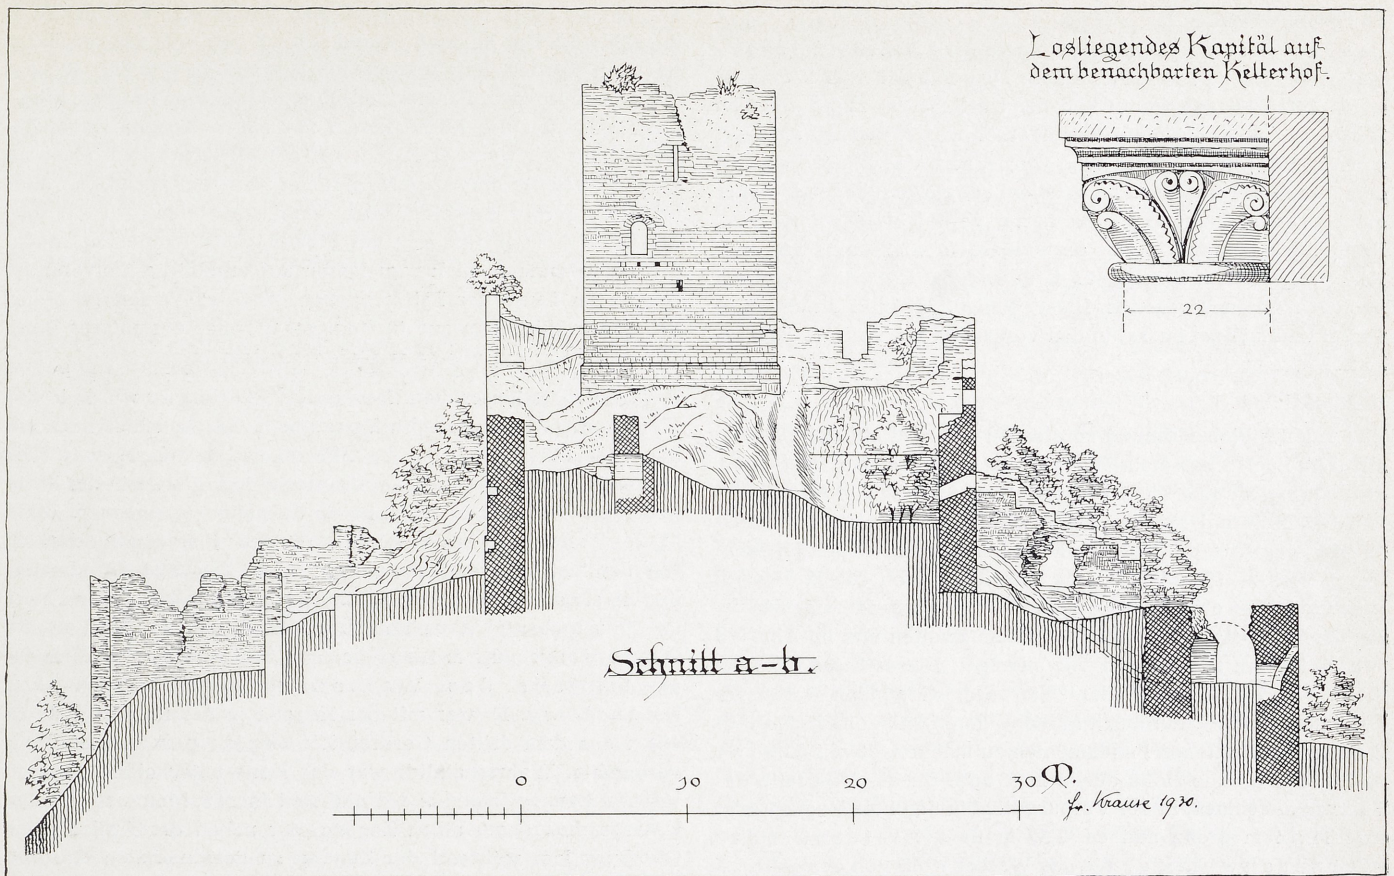 Losliegendes Kapitäl auf
dem benachbarten Kelterhof.
22
Schnitt a-b.
0 10 20 30 M.
Fr. Krause 1930.